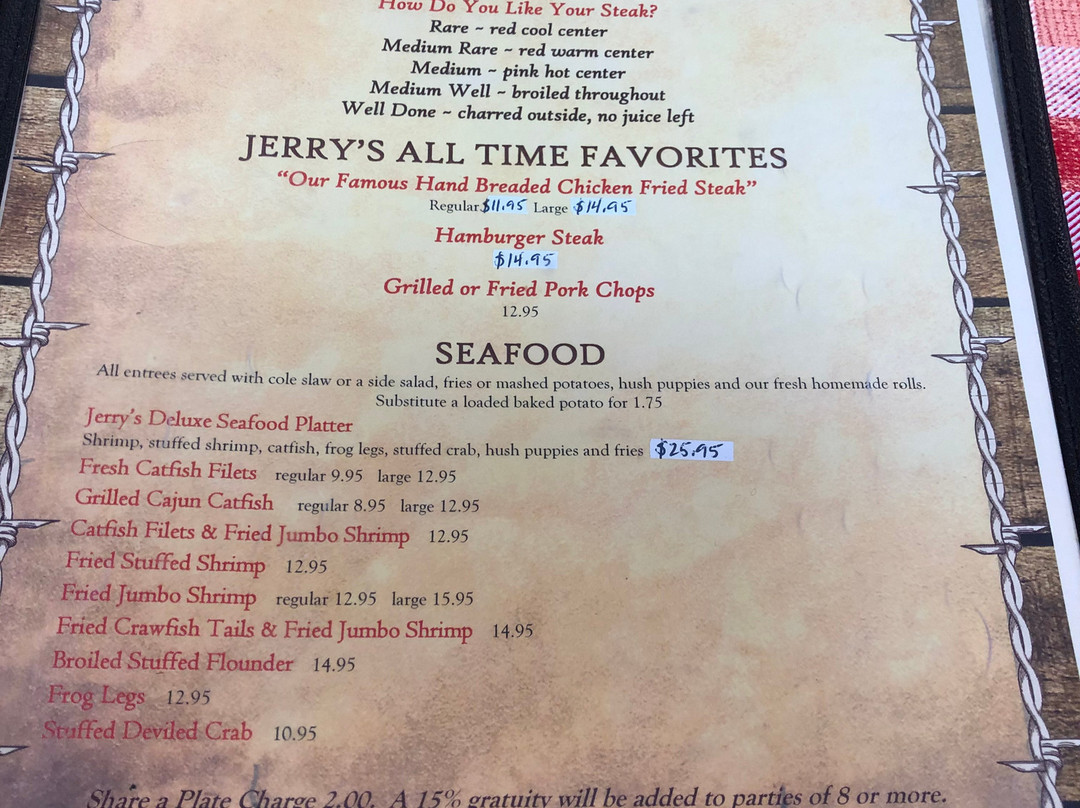 How Do You Like Your Steak?
Rare ~ red cool center
Medium Rare ~ red warm center
Medium ~ pink hot center
Medium Well ~ broiled throughout
Well Done ~ charred outside, no juice left
JERRY'S ALL TIME FAVORITES
"Our Famous Hand Breaded Chicken Fried Steak"
Regular $11.95 Large $14.95
Hamburger Steak
$14.95
Grilled or Fried Pork Chops
12.95
SEAFOOD
All entrees served with cole slaw or a side salad, fries or mashed potatoes, hush puppies and our fresh homemade rolls.
Substitute a loaded baked potato for 1.75
Jerry's Deluxe Seafood Platter
Shrimp, stuffed shrimp, catfish, frog legs, stuffed crab, hush puppies and fries $25.95
Fresh Catfish Filets regular 9.95 large 12.95
Grilled Cajun Catfish regular 8.95 large 12.95
Catfish Filets & Fried Jumbo Shrimp 12.95
Fried Stuffed Shrimp 12.95
Fried Jumbo Shrimp regular 12.95 large 15.95
Fried Crawfish Tails & Fried Jumbo Shrimp 14.95
Broiled Stuffed Flounder 14.95
Frog Legs 12.95
Stuffed Deviled Crab 10.95
Share a Plate Charge 2.00. A 15% gratuity will be added to parties of 8 or more.